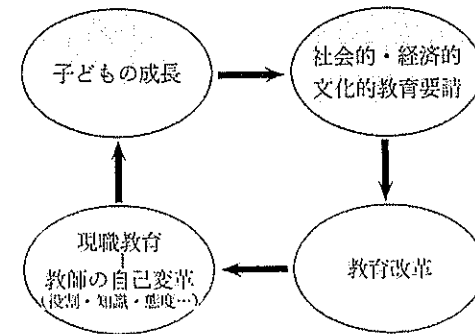 子どもの成長
社会的・経済的
文化的教育要請
現職教育
教師の自己変革
(役割・知識・態度…)
教育改革